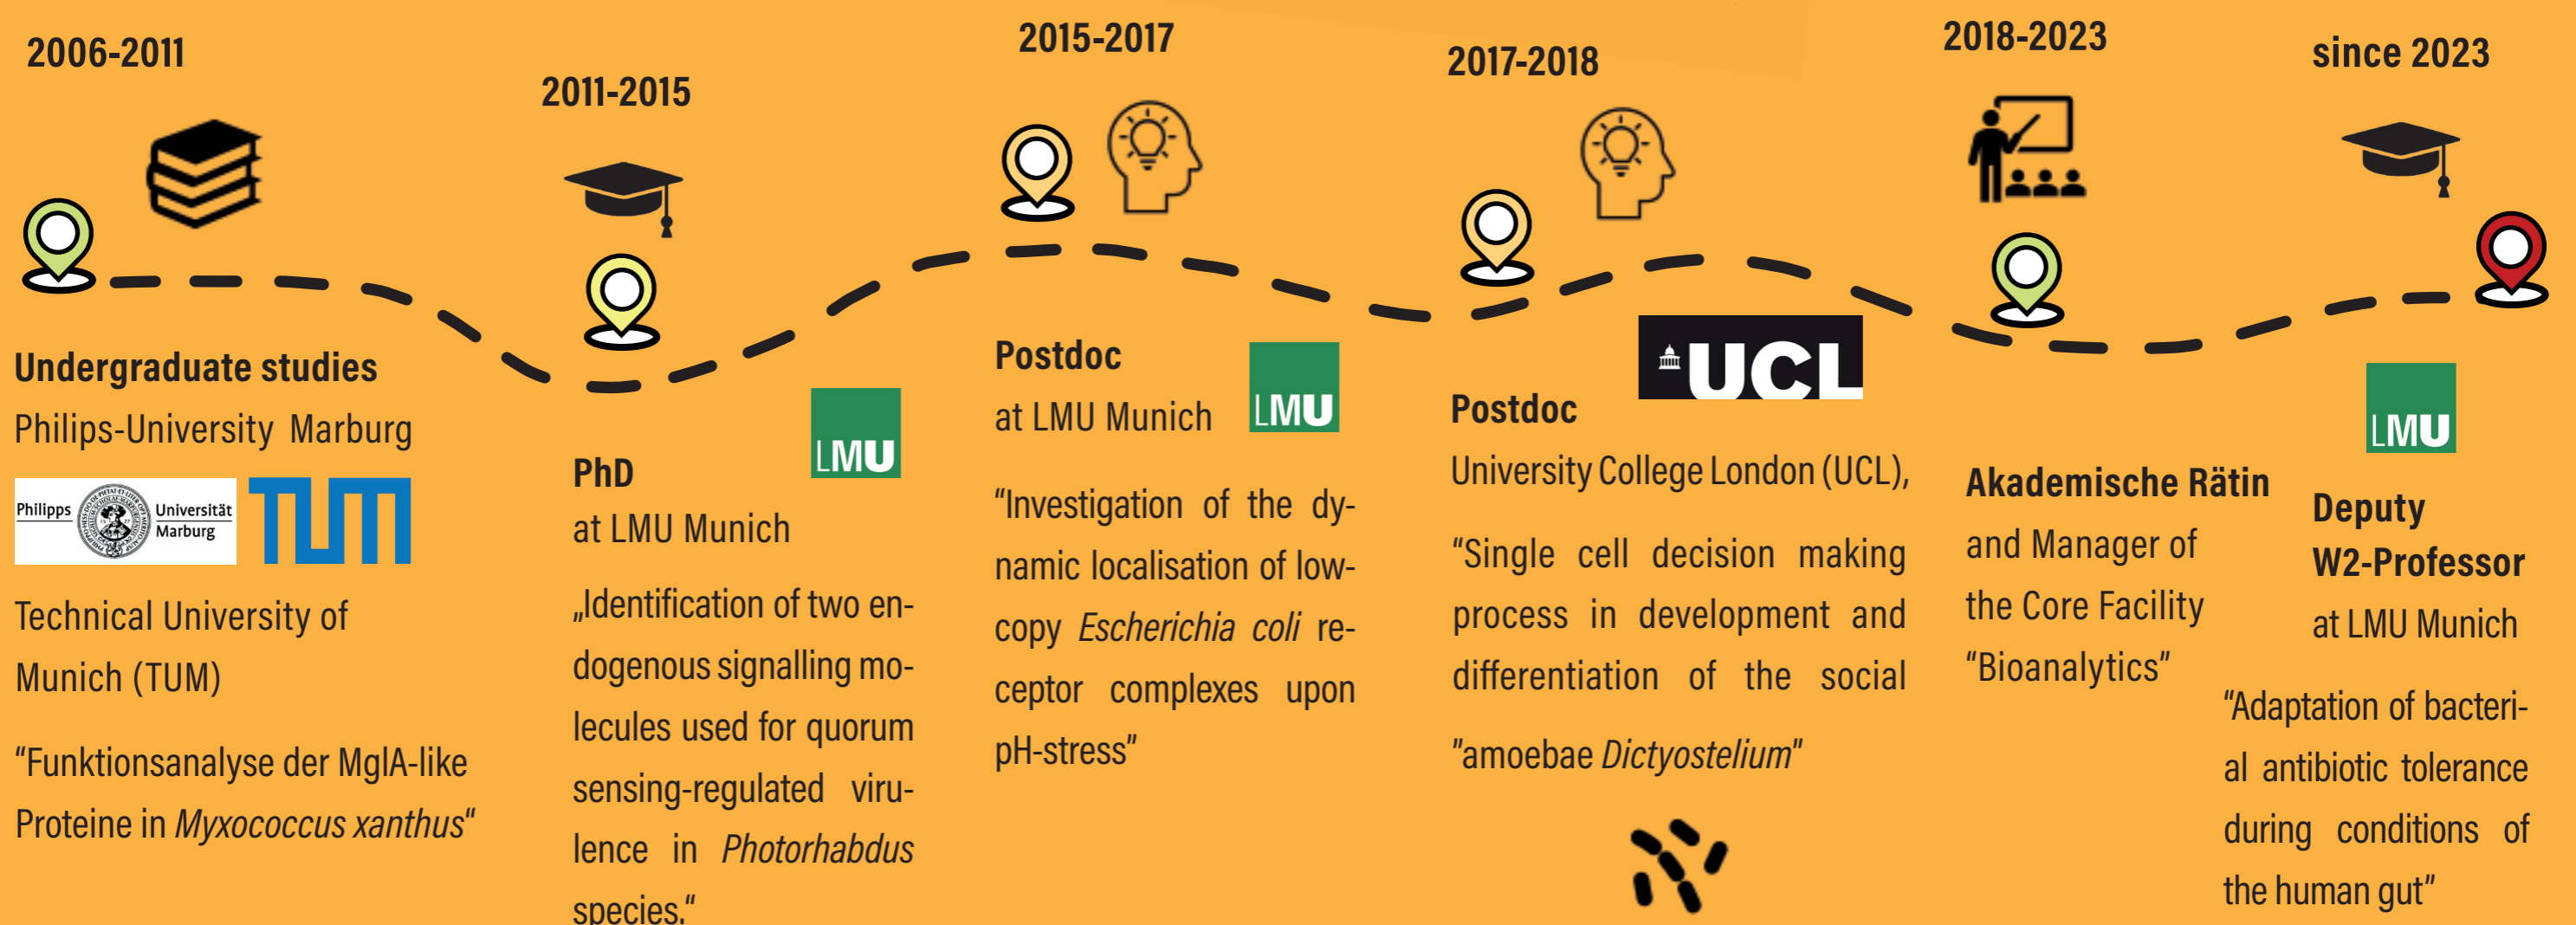 2006-2011
Undergraduate studies
Philips-University Marburg
Philipps
Universität
Marburg
TUM
Technical University of
Munich (TUM)
“Funktionsanalyse der MglA-like
Proteine in Myxococcus xanthus“
2011-2015
LMU
PhD
at LMU Munich
„Identification of two en-
dogenous signalling mo-
lecules used for quorum
sensing-regulated viru-
lence in Photorhabdus
species.“
2015-2017
Postdoc
at LMU Munich
LMU
“Investigation of the dy-
namic localisation of low-
copy Escherichia coli re-
ceptor complexes upon
pH-stress”
2017-2018
UCL
Postdoc
University College London (UCL),
“Single cell decision making
process in development and
differentiation of the social
"amoebae Dictyostelium”
2018-2023
Akademische Rätin
and Manager of
the Core Facility
“Bioanalytics”
since 2023
LMU
Deputy
W2-Professor
at LMU Munich
“Adaptation of bacteri-
al antibiotic tolerance
during conditions of
the human gut”